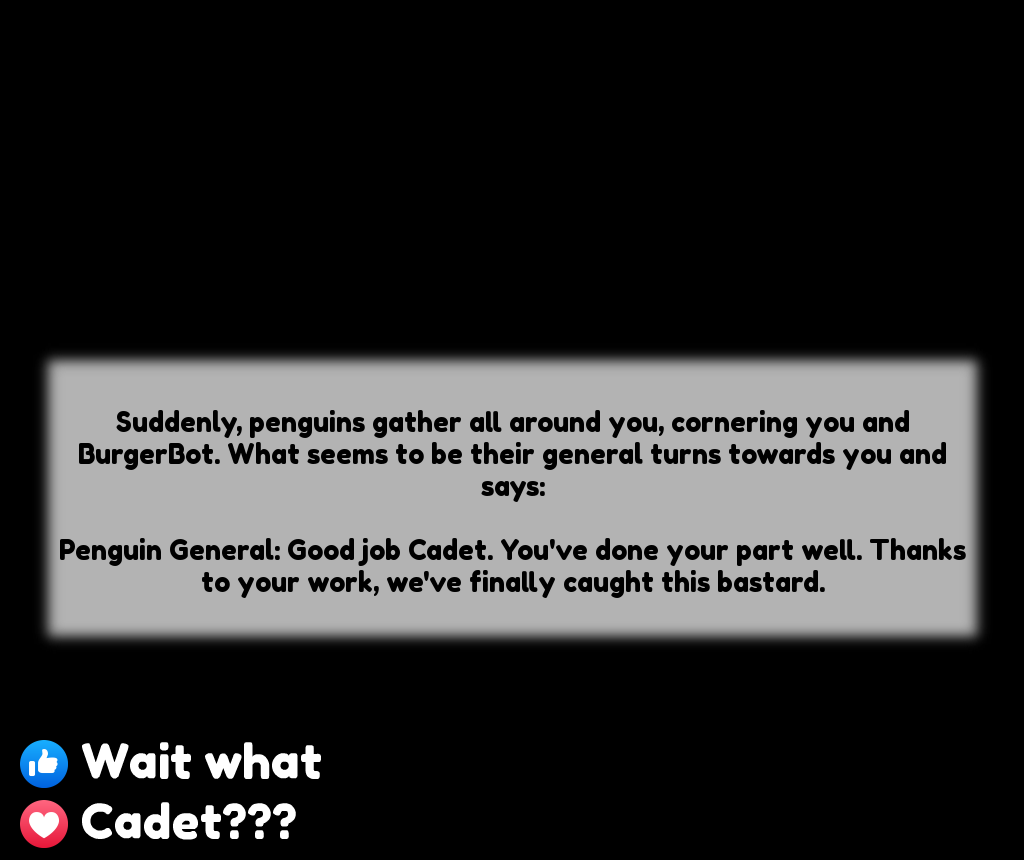 Suddenly, penguins gather all around you, cornering you and
BurgerBot. What seems to be their general turns towards you and
says:
Penguin General: Good job Cadet. You've done your part well. Thanks
to your work, we've finally caught this bastard.
Wait what
Cadet???